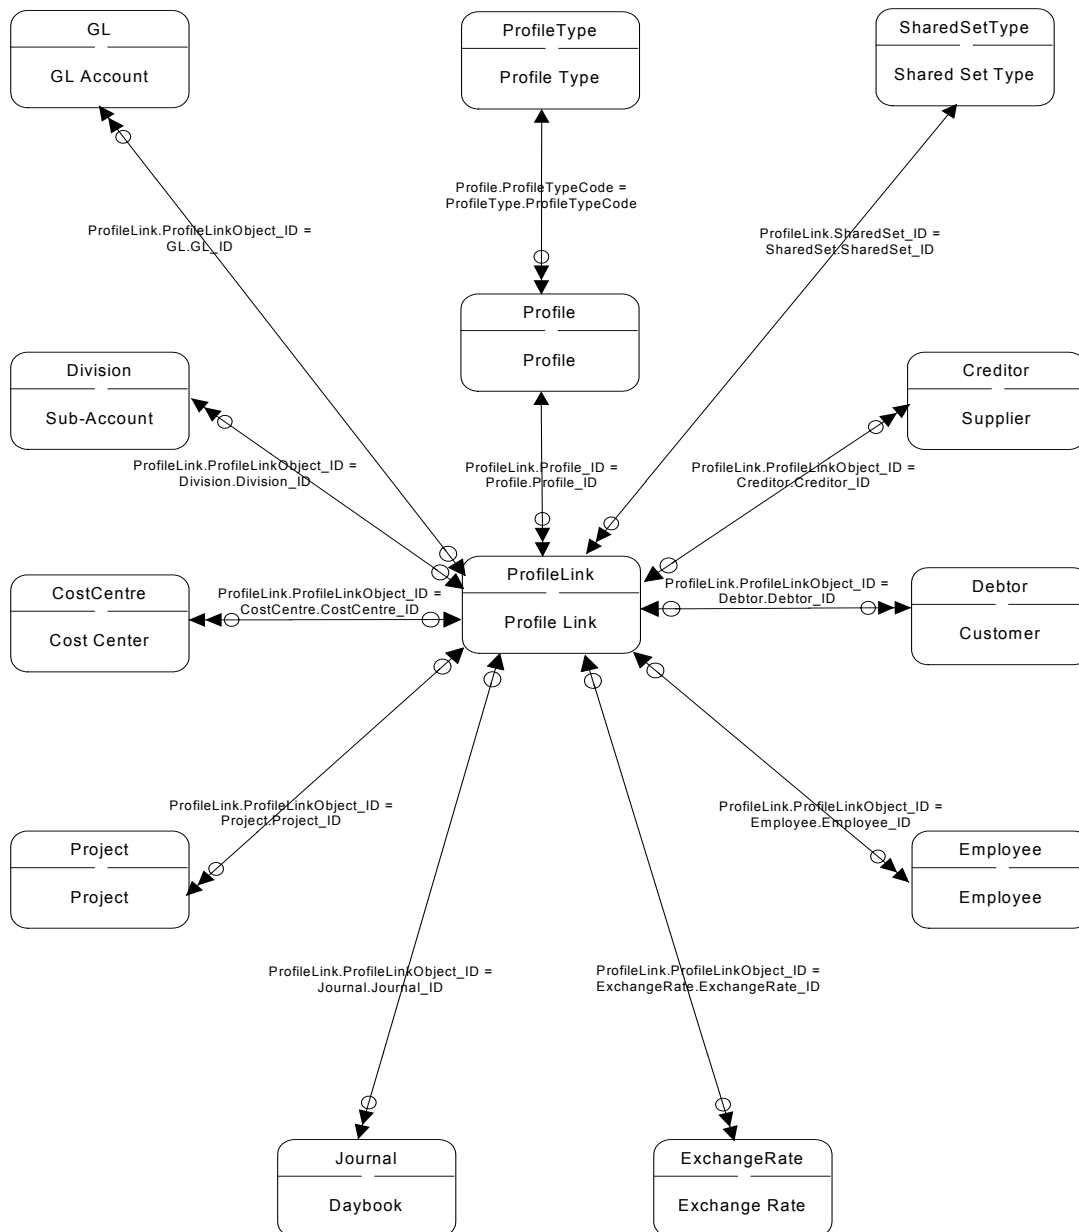 GL
GL Account
ProfileType
Profile Type
SharedSetType
Shared Set Type
Profile.ProfileTypeCode =
ProfileType.ProfileTypeCode
ProfileLink.ProfileLinkObject_ID =
GL.GL_ID
ProfileLink.SharedSet_ID =
SharedSet.SharedSet_ID
Profile
Profile
Division
Sub-Account
Creditor
Supplier
ProfileLink.ProfileLinkObject_ID =
Division.Division_ID
ProfileLink.Profile_ID =
Profile.Profile_ID
ProfileLink.ProfileLinkObject_ID =
Creditor.Creditor_ID
CostCentre
Cost Center
ProfileLink.ProfileLinkObject_ID =
CostCentre.CostCentre_ID
ProfileLink
Profile Link
ProfileLink.ProfileLinkObject_ID =
Debtor.Debtor_ID
Debtor
Customer
ProfileLink.ProfileLinkObject_ID =
Project.Project_ID
ProfileLink.ProfileLinkObject_ID =
Employee.Employee_ID
Project
Project
Employee
Employee
ProfileLink.ProfileLinkObject_ID =
Journal.Journal_ID
ProfileLink.ProfileLinkObject_ID =
ExchangeRate.ExchangeRate_ID
Journal
Daybook
ExchangeRate
Exchange Rate